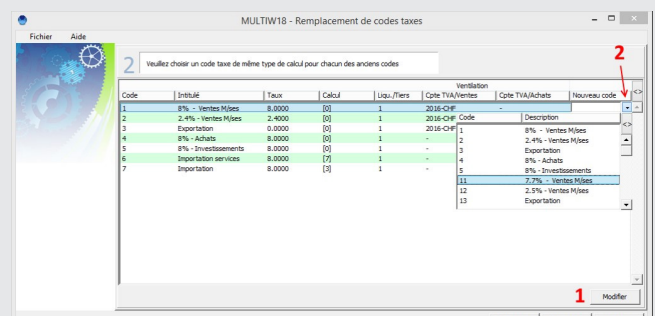 MULTIW18 - Remplacement de codes taxes
Fichier Aide
2 Veuillez choisir un code taxe de même type de calcul pour chacun des anciens codes
2
Ventilation
Code Intitulé Taux Calcul Liqu./Tiers Cpte TVA/Ventes Cpte TVA/Achats Nouveau code <>
1 8% - Ventes M/ses 8.0000 [0] 1 2016-CHF -
2 2.4% - Ventes M/ses 2.4000 [0] 1 2016-CHF
3 Exportation 0.0000 [0] 1 2016-CHF
4 8% - Achats 8.0000 [0] 1 -
5 8% - Investissements 8.0000 [0] 1 -
6 Importation services 8.0000 [7] 1 -
7 Importation 8.0000 [3] 1 -
Code Description <>
1 8% - Ventes M/ses
2 2.4% - Ventes M/ses
3 Exportation
4 8% - Achats
5 8% - Investissements
11 7.7% - Ventes M/ses
12 2.5% - Ventes M/ses
13 Exportation
1 Modifier